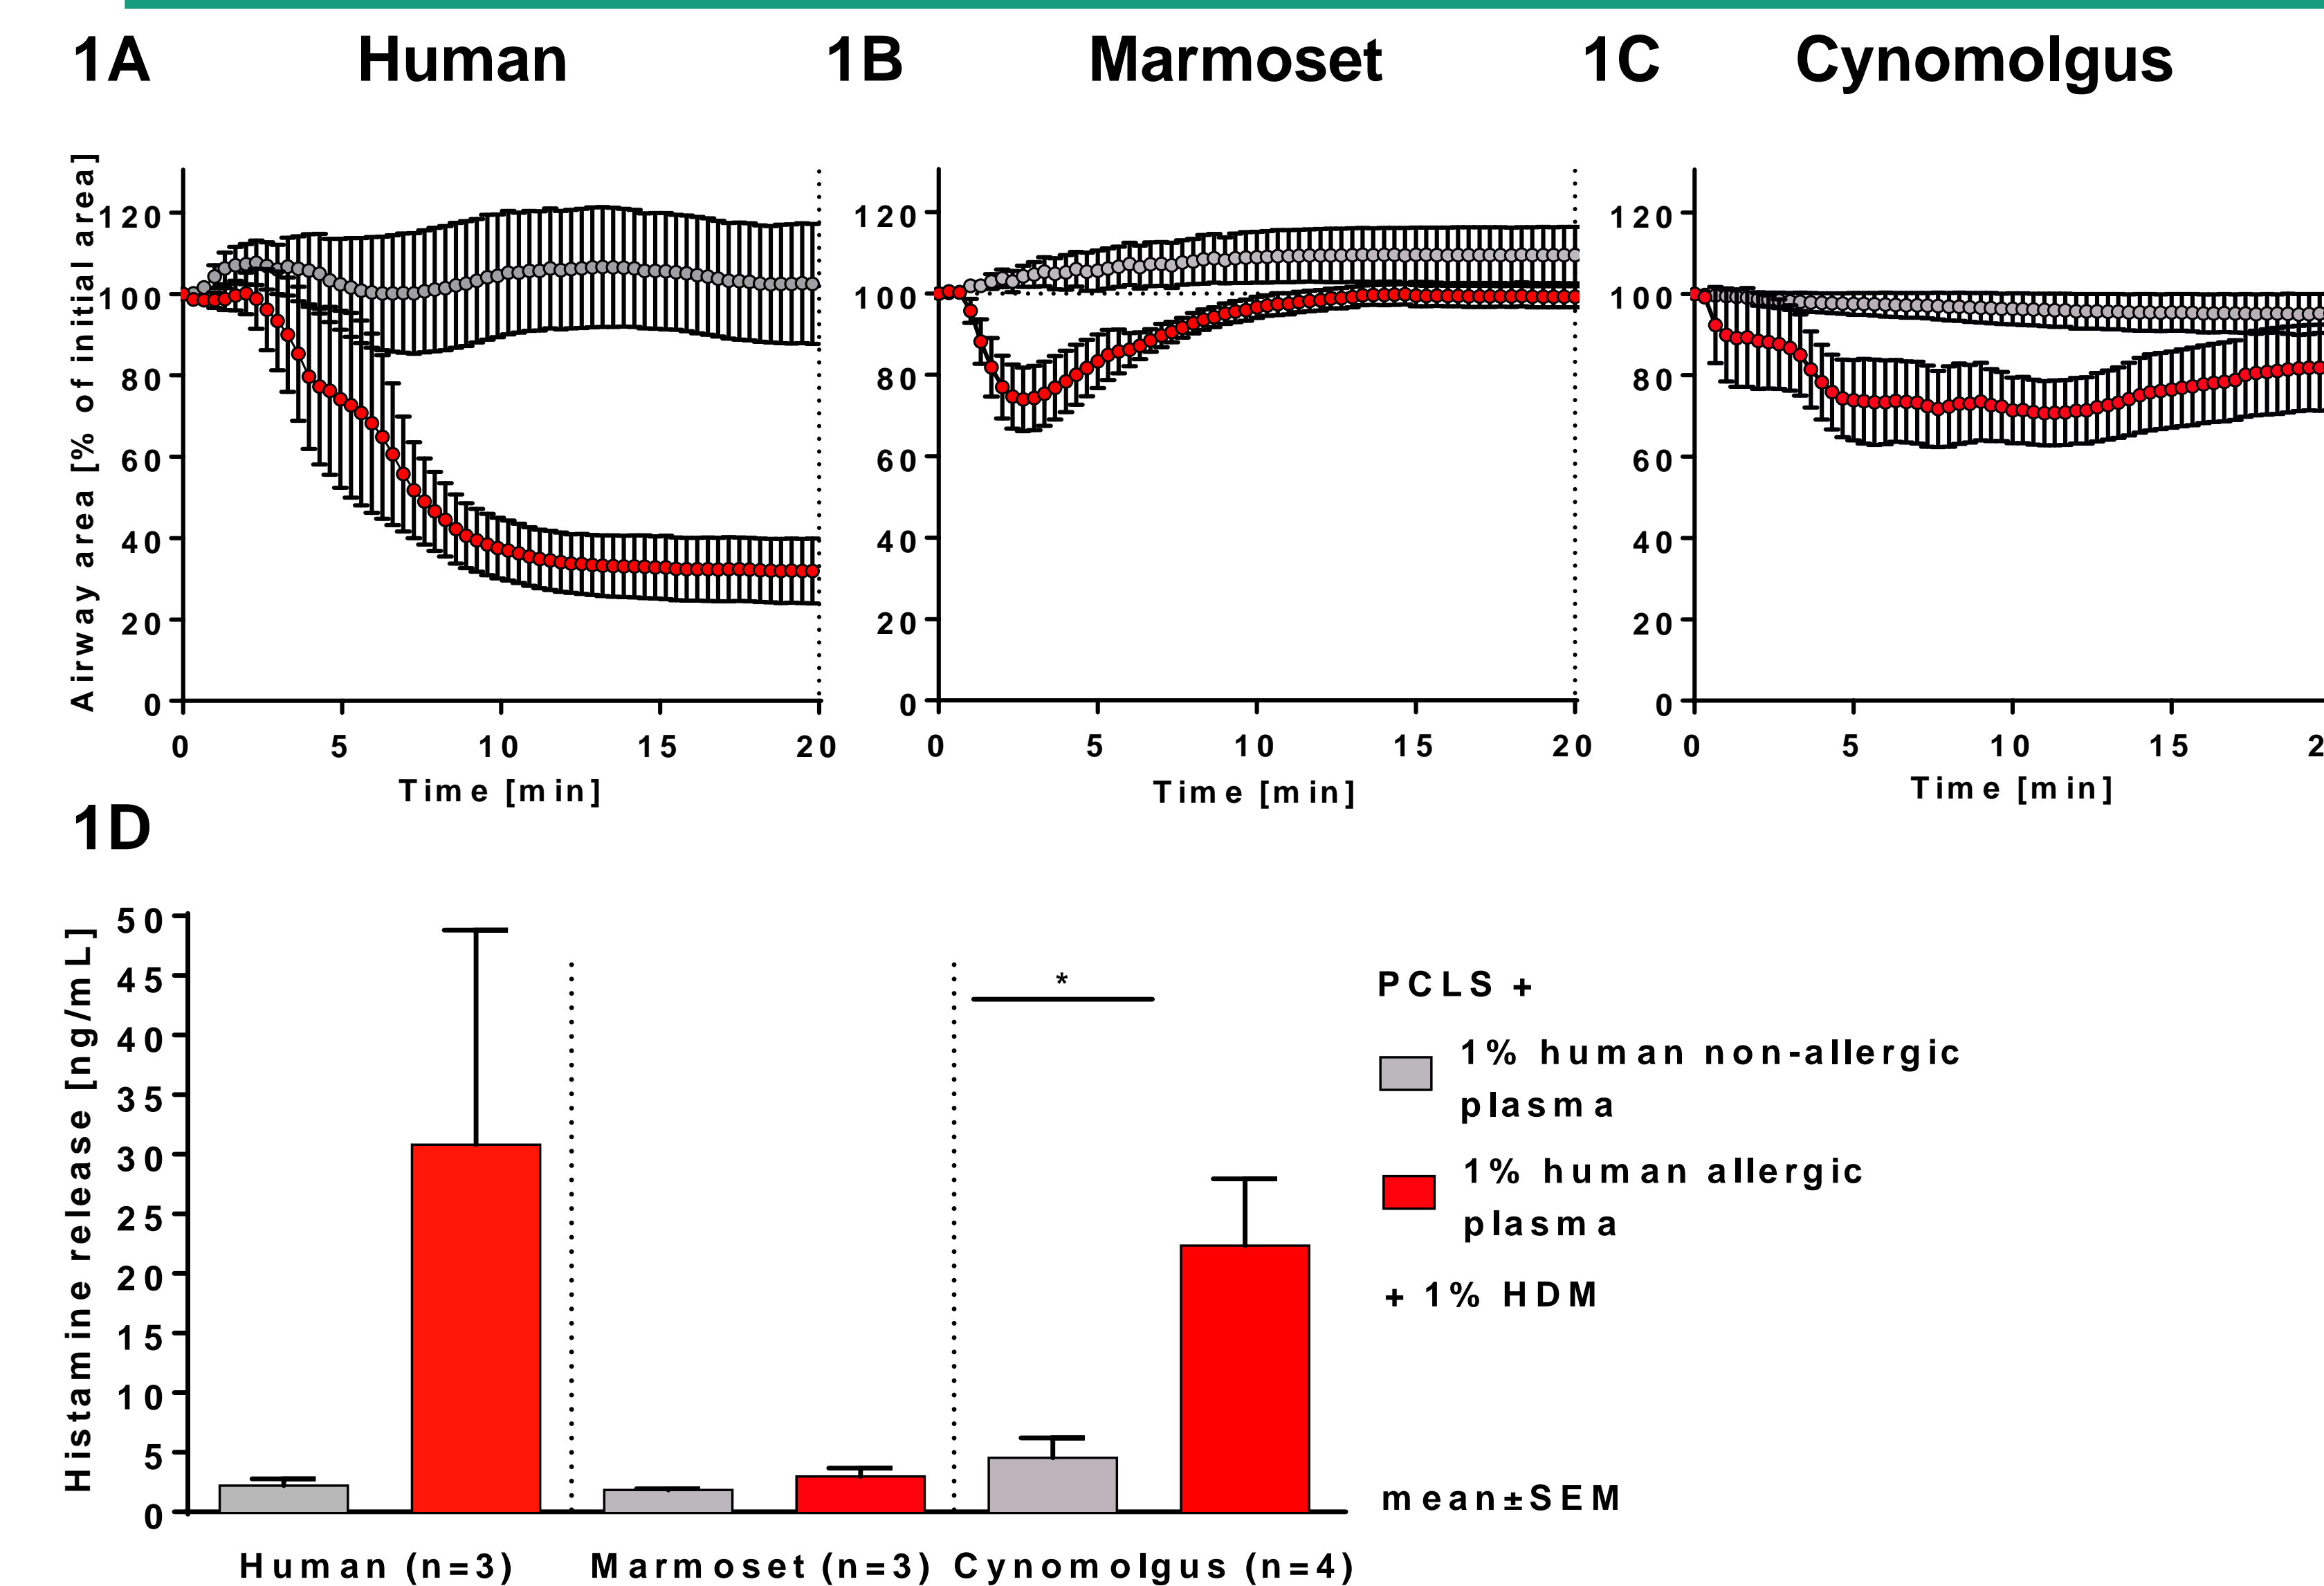 1A Human 1B Marmoset 1C Cynomolgus
Airway area [% of initial area]
120
100
80
60
40
20
0
0 5 10 15 20
Time [min]
120
100
80
60
40
20
0
0 5 10 15 20
Time [min]
120
100
80
60
40
20
0
0 5 10 15 2
Time [min]
1D
Histamine release [ng/mL]
50
45
40
35
30
25
20
15
10
5
0
*
Human (n=3) Marmoset (n=3) Cynomolgus (n=4)
PCLS +
1% human non-allergic
plasma
1% human allergic
plasma
+ 1% HDM
mean±SEM